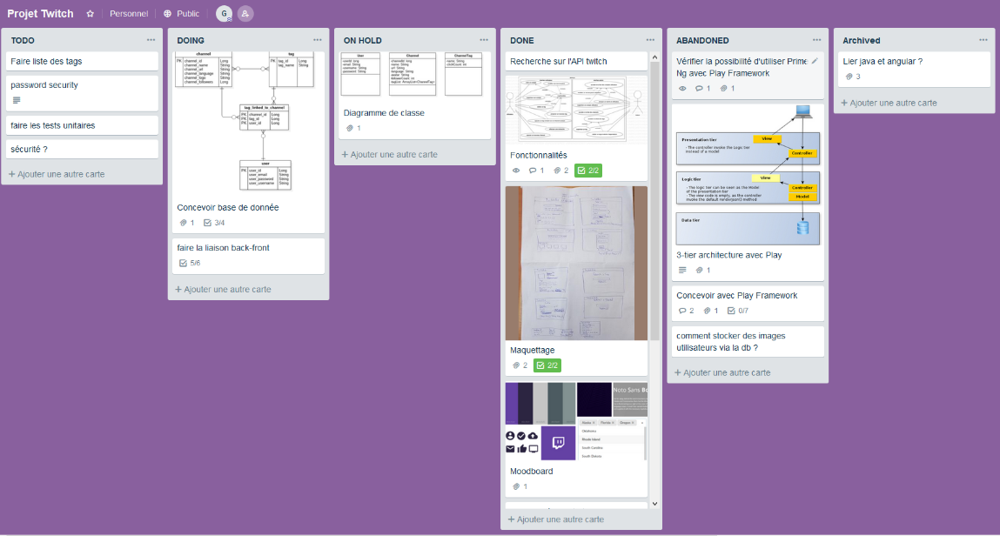 Projet Twitch
Personnel
Public
G
TODO
Faire liste des tags
password security
faire les tests unitaires
sécurité ?
+ Ajouter une autre carte
DOING
channel
PK channel_id Long
channel_name String
channel_url String
channel_language String
channel_logo String
channel_followers Long
tag
PK tag_id Long
tag_name String
tag_linked_to_channel
PK channel_id Long
PK tag_id Long
PK user_id Long
user
PK user_id Long
user_email String
user_password String
user_username String
Concevoir base de donnée
1 3/4
faire la liaison back-front
5/6
+ Ajouter une autre carte
ON HOLD
User
Channel
ChannelTag
Diagramme de classe
1
+ Ajouter une autre carte
DONE
Recherche sur l'API twitch
Fonctionnalités
1 2 2/2
Maquettage
2 2/2
Noto Sans Bo
Oklahoma
Rhode Island
South Carolina
South Dakota
Moodboard
1
+ Ajouter une autre carte
ABANDONED
Vérifier la possibilité d'utiliser Prime
Ng avec Play Framework
1 1
Presentation tier
- The controller invoke the Logic tier
instead of a model
View
Controller
Logic tier
- The logic tier can be seen as the Model
of the presentation tier
- The view code is empty, as the controller
invoke the default renderJson() method
View
Controller
Model
Data tier
3-tier architecture avec Play
1
Concevoir avec Play Framework
2 1 0/7
comment stocker des images
utilisateurs via la db ?
+ Ajouter une autre carte
Archived
Lier java et angular ?
3
+ Ajouter une autre carte